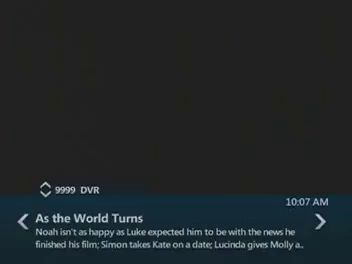 9999 DVR
10:07 AM
As the World Turns
Noah isn't as happy as Luke expected him to be with the news he
finished his film; Simon takes Kate on a date; Lucinda gives Molly a..